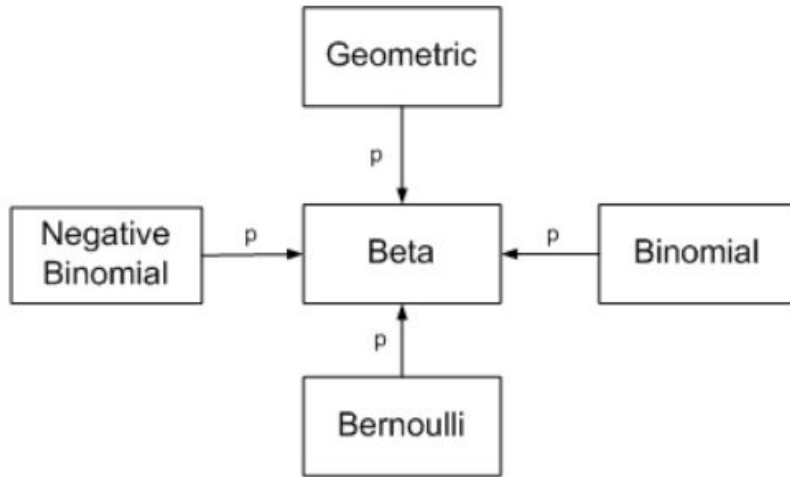 Geometric
p
Negative
Binomial
p
Beta
p
Binomial
p
Bernoulli